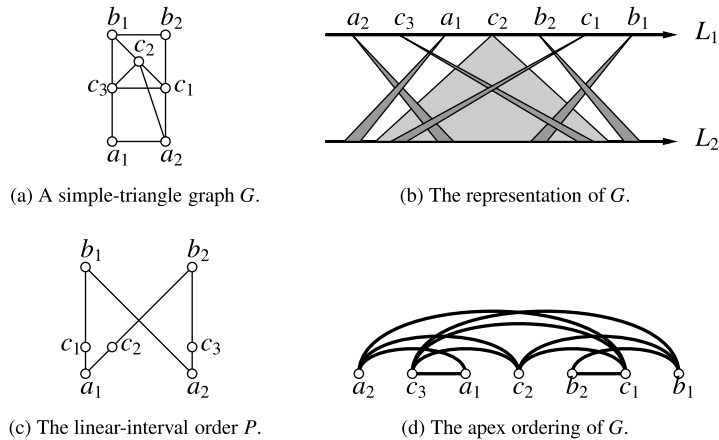 b₁ b₂
c₂
c₃ c₁
a₁ a₂
(a) A simple-triangle graph G.
a₂ c₃ a₁ c₂ b₂ c₁ b₁ L₁
L₂
(b) The representation of G.
b₁ b₂
c₁ c₂ c₃
a₁ a₂
(c) The linear-interval order P.
a₂ c₃ a₁ c₂ b₂ c₁ b₁
(d) The apex ordering of G.